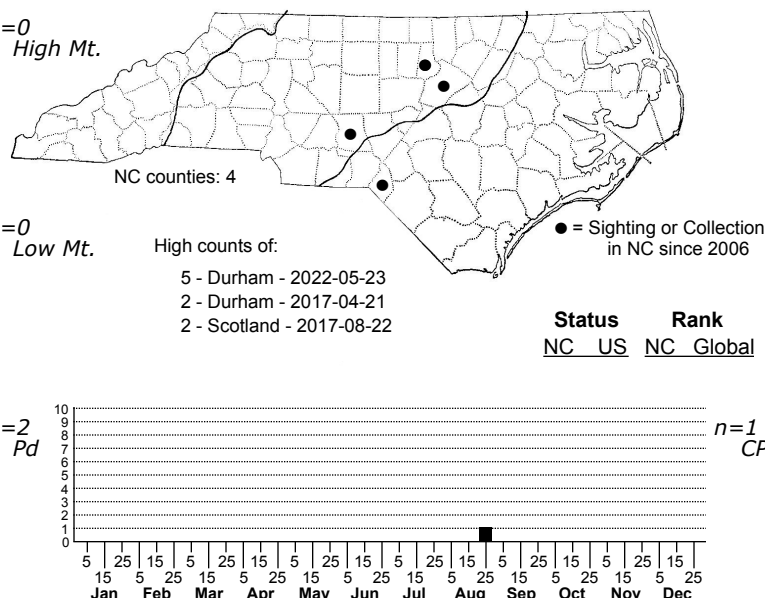 =0
High Mt.
NC counties: 4
=0
Low Mt.
High counts of:
5 - Durham - 2022-05-23
2 - Durham - 2017-04-21
2 - Scotland - 2017-08-22
● = Sighting or Collection
in NC since 2006
Status Rank
NC US NC Global
=2
Pd
10
9
8
7
6
5
4
3
2
1
0
n=1
CP
5 25 15 5 25 15 5 25 15 5 25 15 5 25 15 5 25 15
15 5 25 15 5 25 15 5 25 15 5 25 15 5 25 15 5 25
Jan Feb Mar Apr May Jun Jul Aug Sep Oct Nov Dec